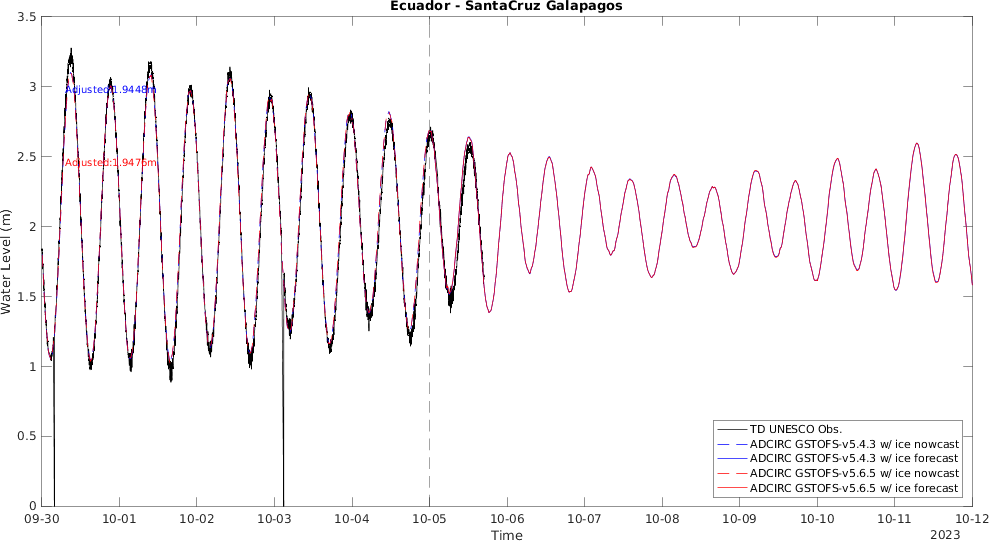 Ecuador - SantaCruz Galapagos
3.5
3
2.5
2
1.5
1
0.5
0
Water Level (m)
Adjusted:1.9448m
Adjusted:1.9476m
TD UNESCO Obs.
ADCIRC GSTOFS-v5.4.3 w/ ice nowcast
ADCIRC GSTOFS-v5.4.3 w/ ice forecast
ADCIRC GSTOFS-v5.6.5 w/ ice nowcast
ADCIRC GSTOFS-v5.6.5 w/ ice forecast
09-30 10-01 10-02 10-03 10-04 10-05 10-06 10-07 10-08 10-09 10-10 10-11 10-12
Time
2023